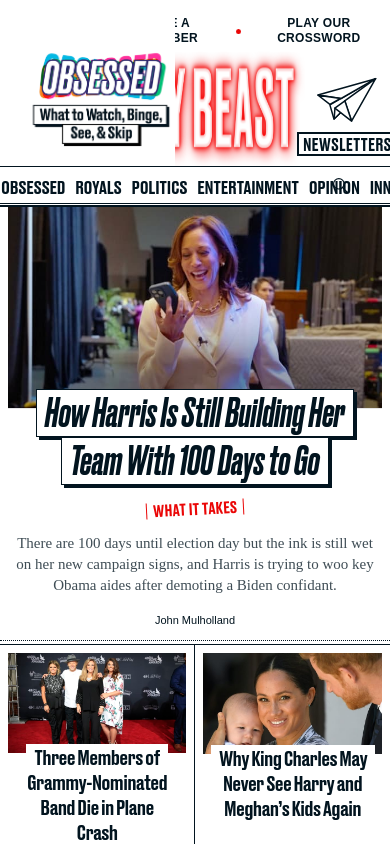 E A
BER
PLAY OUR
CROSSWORD
OBSESSED
What to Watch, Binge,
See, & Skip
Y BEAST
NEWSLETTERS
OBSESSED ROYALS POLITICS ENTERTAINMENT OPINION INN
How Harris Is Still Building Her
Team With 100 Days to Go
WHAT IT TAKES
There are 100 days until election day but the ink is still wet
on her new campaign signs, and Harris is trying to woo key
Obama aides after demoting a Biden confidant.
John Mulholland
Three Members of
Grammy-Nominated
Band Die in Plane
Crash
Why King Charles May
Never See Harry and
Meghan's Kids Again